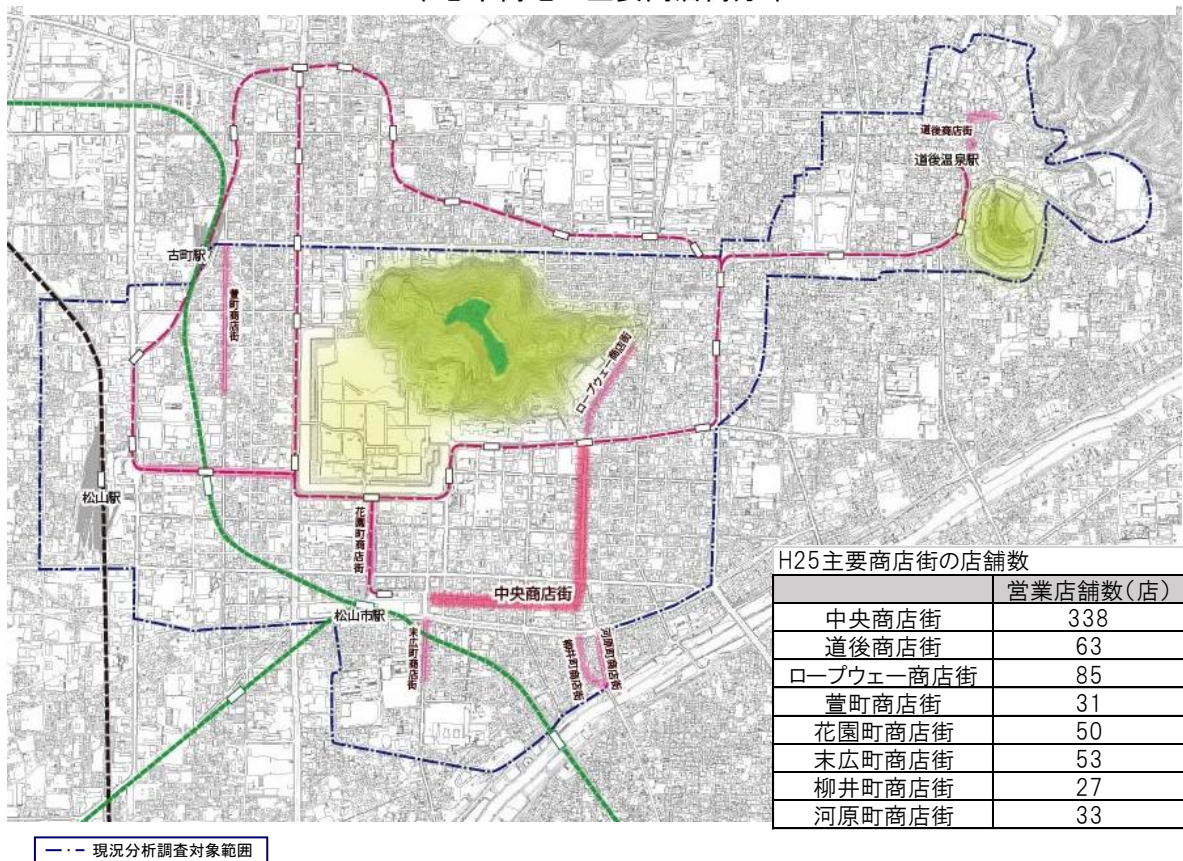 道後商店街
道後温泉駅
古町駅
萱町商店街
ロープウェー商店街
松山駅
花園町商店街
中央商店街
松山市駅
末広町商店街
柳井町商店街
河原町商店街
H25主要商店街の店舗数
営業店舗数(店)
中央商店街 338
道後商店街 63
ロープウェー商店街 85
萱町商店街 31
花園町商店街 50
末広町商店街 53
柳井町商店街 27
河原町商店街 33
現況分析調査対象範囲